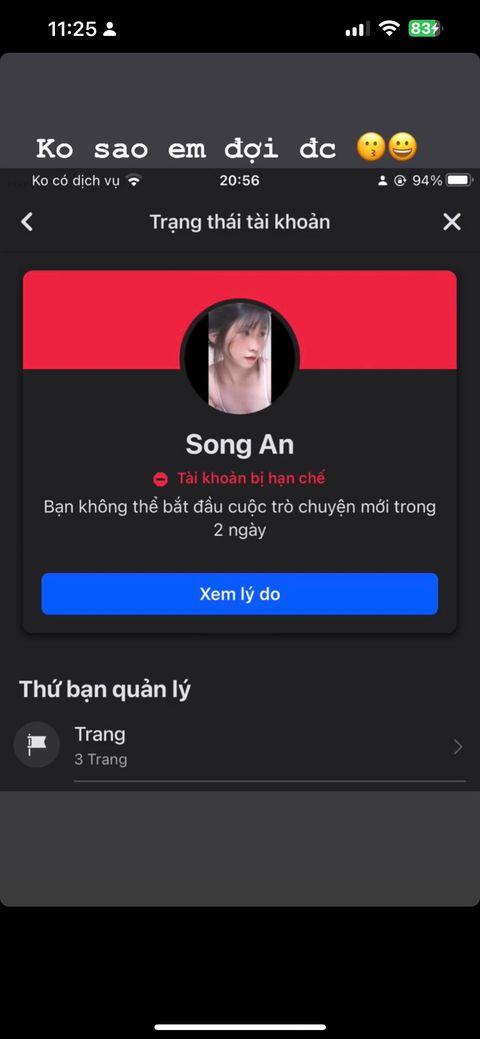 11:25
83
Ko sao em đợi đc 😗😀
Ko có dịch vụ 20:56 94%
Trạng thái tài khoản
Song An
Tài khoản bị hạn chế
Bạn không thể bắt đầu cuộc trò chuyện mới trong
2 ngày
Xem lý do
Thứ bạn quản lý
Trang
3 Trang